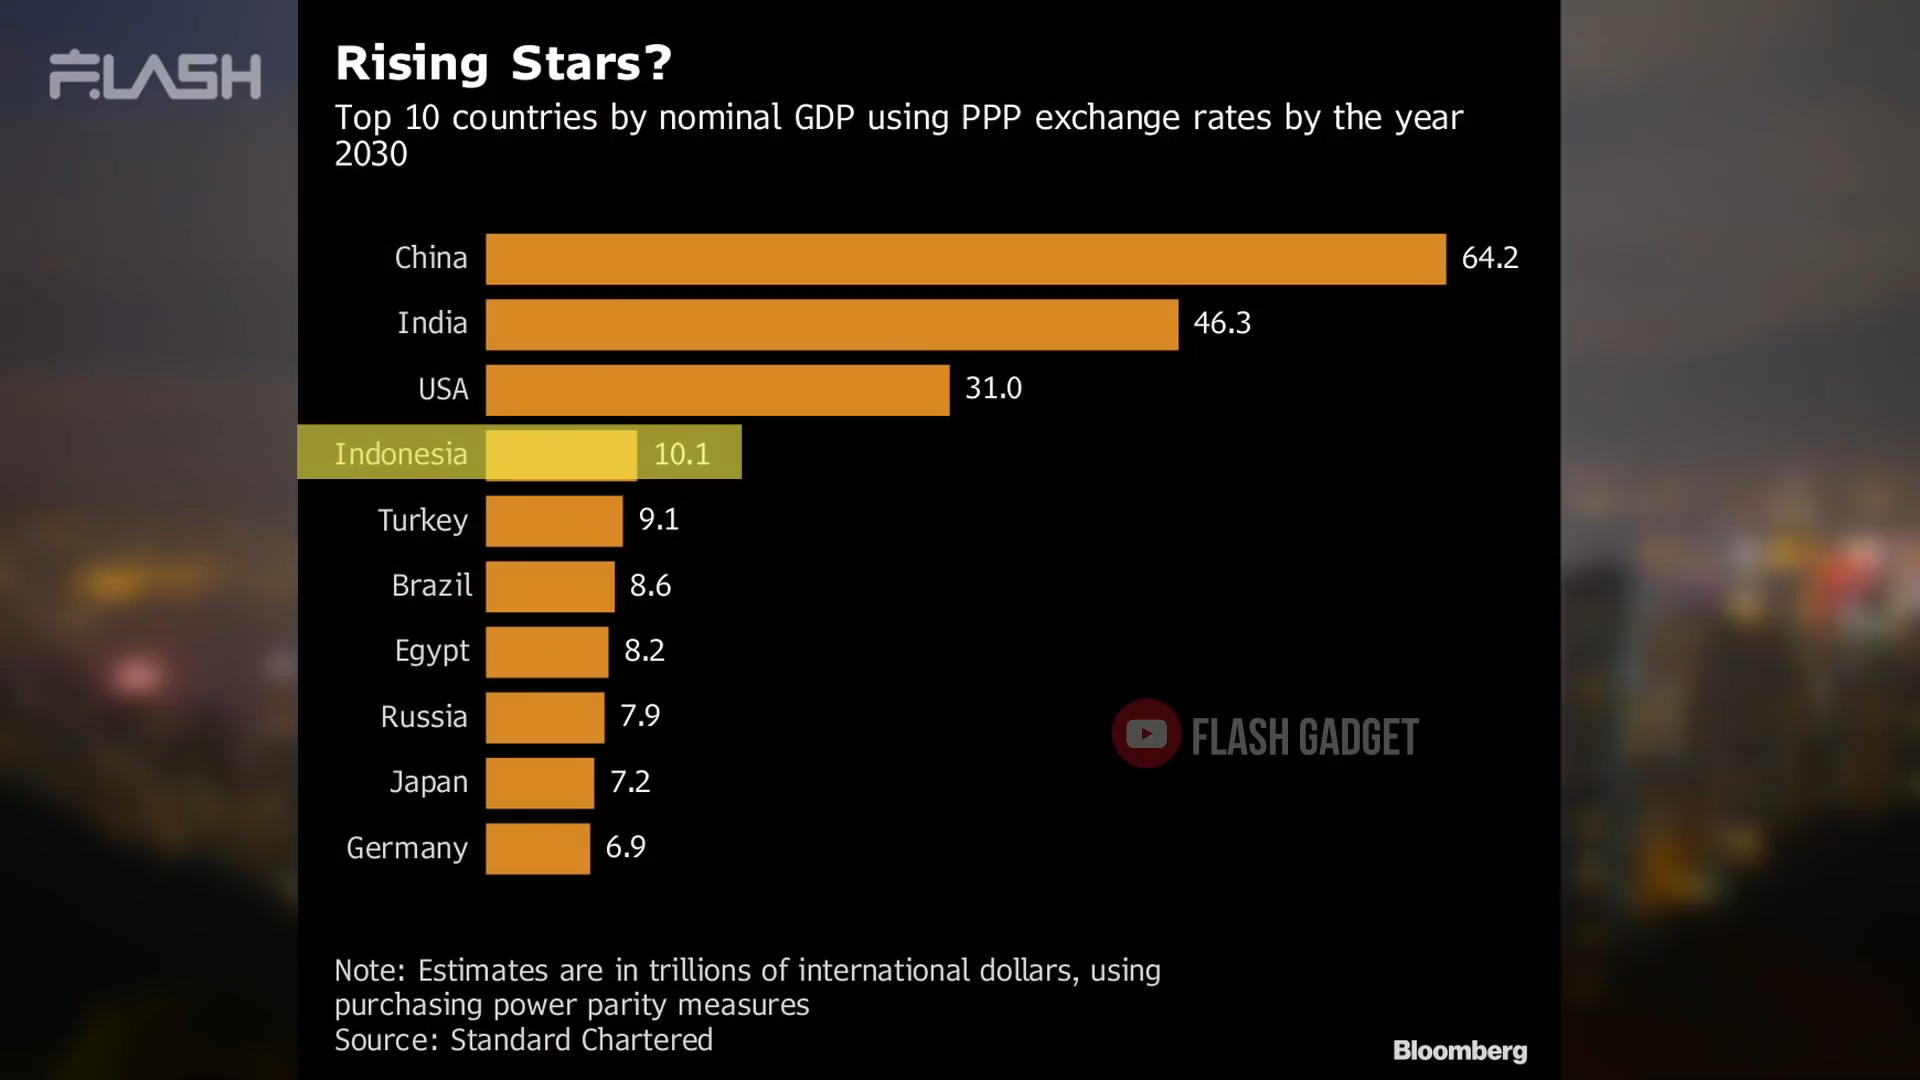 FLASH
Rising Stars?
Top 10 countries by nominal GDP using PPP exchange rates by the year
2030
China 64.2
India 46.3
USA 31.0
Indonesia 10.1
Turkey 9.1
Brazil 8.6
Egypt 8.2
Russia 7.9
FLASH GADGET
Japan 7.2
Germany 6.9
Note: Estimates are in trillions of international dollars, using
purchasing power parity measures
Source: Standard Chartered
Bloomberg